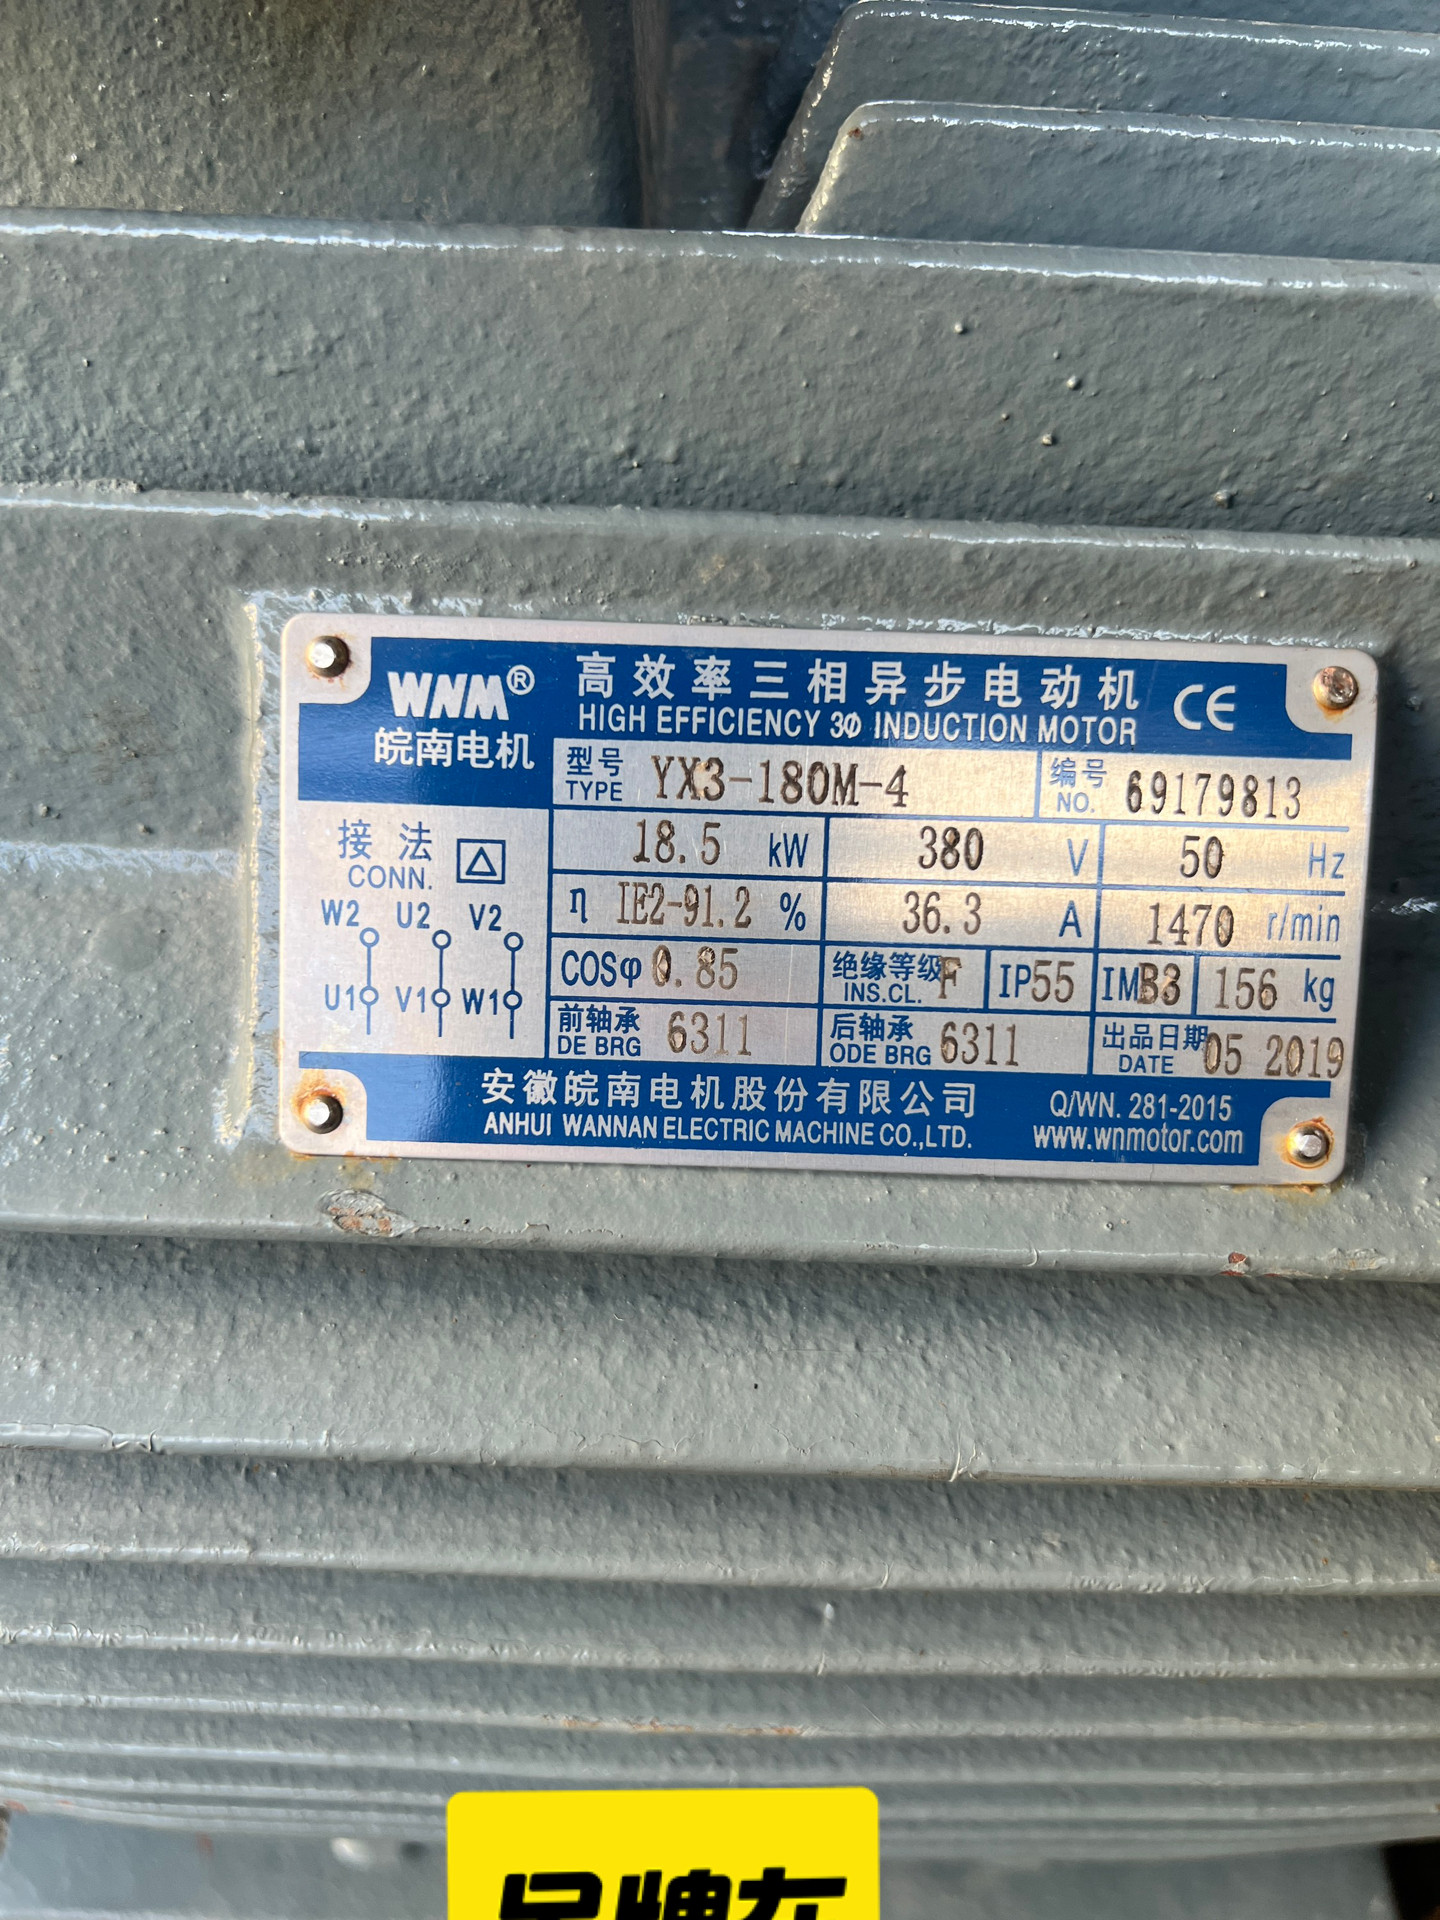 WNM® 高效率三相异步电动机 CE
HIGH EFFICIENCY 3Φ INDUCTION MOTOR
皖南电机
型号 TYPE YX3-180M-4 编号 NO. 69179813
接 法 CONN. △
18.5 kW 380 V 50 Hz
η IE2-91.2 % 36.3 A 1470 r/min
W2 U2 V2
U1 V1 W1
COSφ 0.85 绝缘等级 INS.CL. F IP55 IMB3 156 kg
前轴承 DE BRG 6311 后轴承 ODE BRG 6311 出品日期 DATE 05 2019
安徽皖南电机股份有限公司 Q/WN. 281-2015
ANHUI WANNAN ELECTRIC MACHINE CO.,LTD. www.wnmotor.com